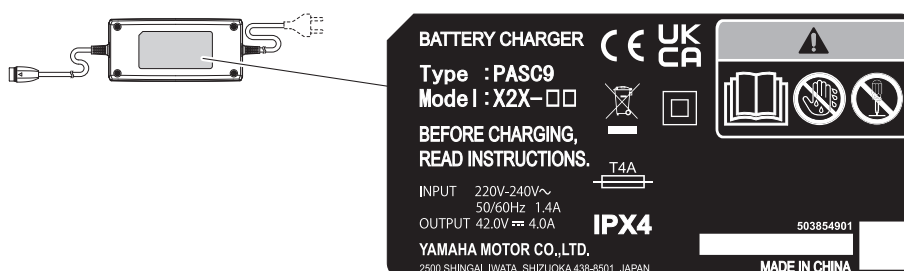 BATTERY CHARGER
CE UK CA
Type :PASC9
Model:X2X-□□
BEFORE CHARGING,
READ INSTRUCTIONS.
T4A
INPUT 220V-240V～
50/60Hz 1.4A
OUTPUT 42.0V⎓4.0A
IPX4
503854901
YAMAHA MOTOR CO.,LTD.
2500 SHINGAI, IWATA, SHIZUOKA 438-8501, JAPAN
MADE IN CHINA